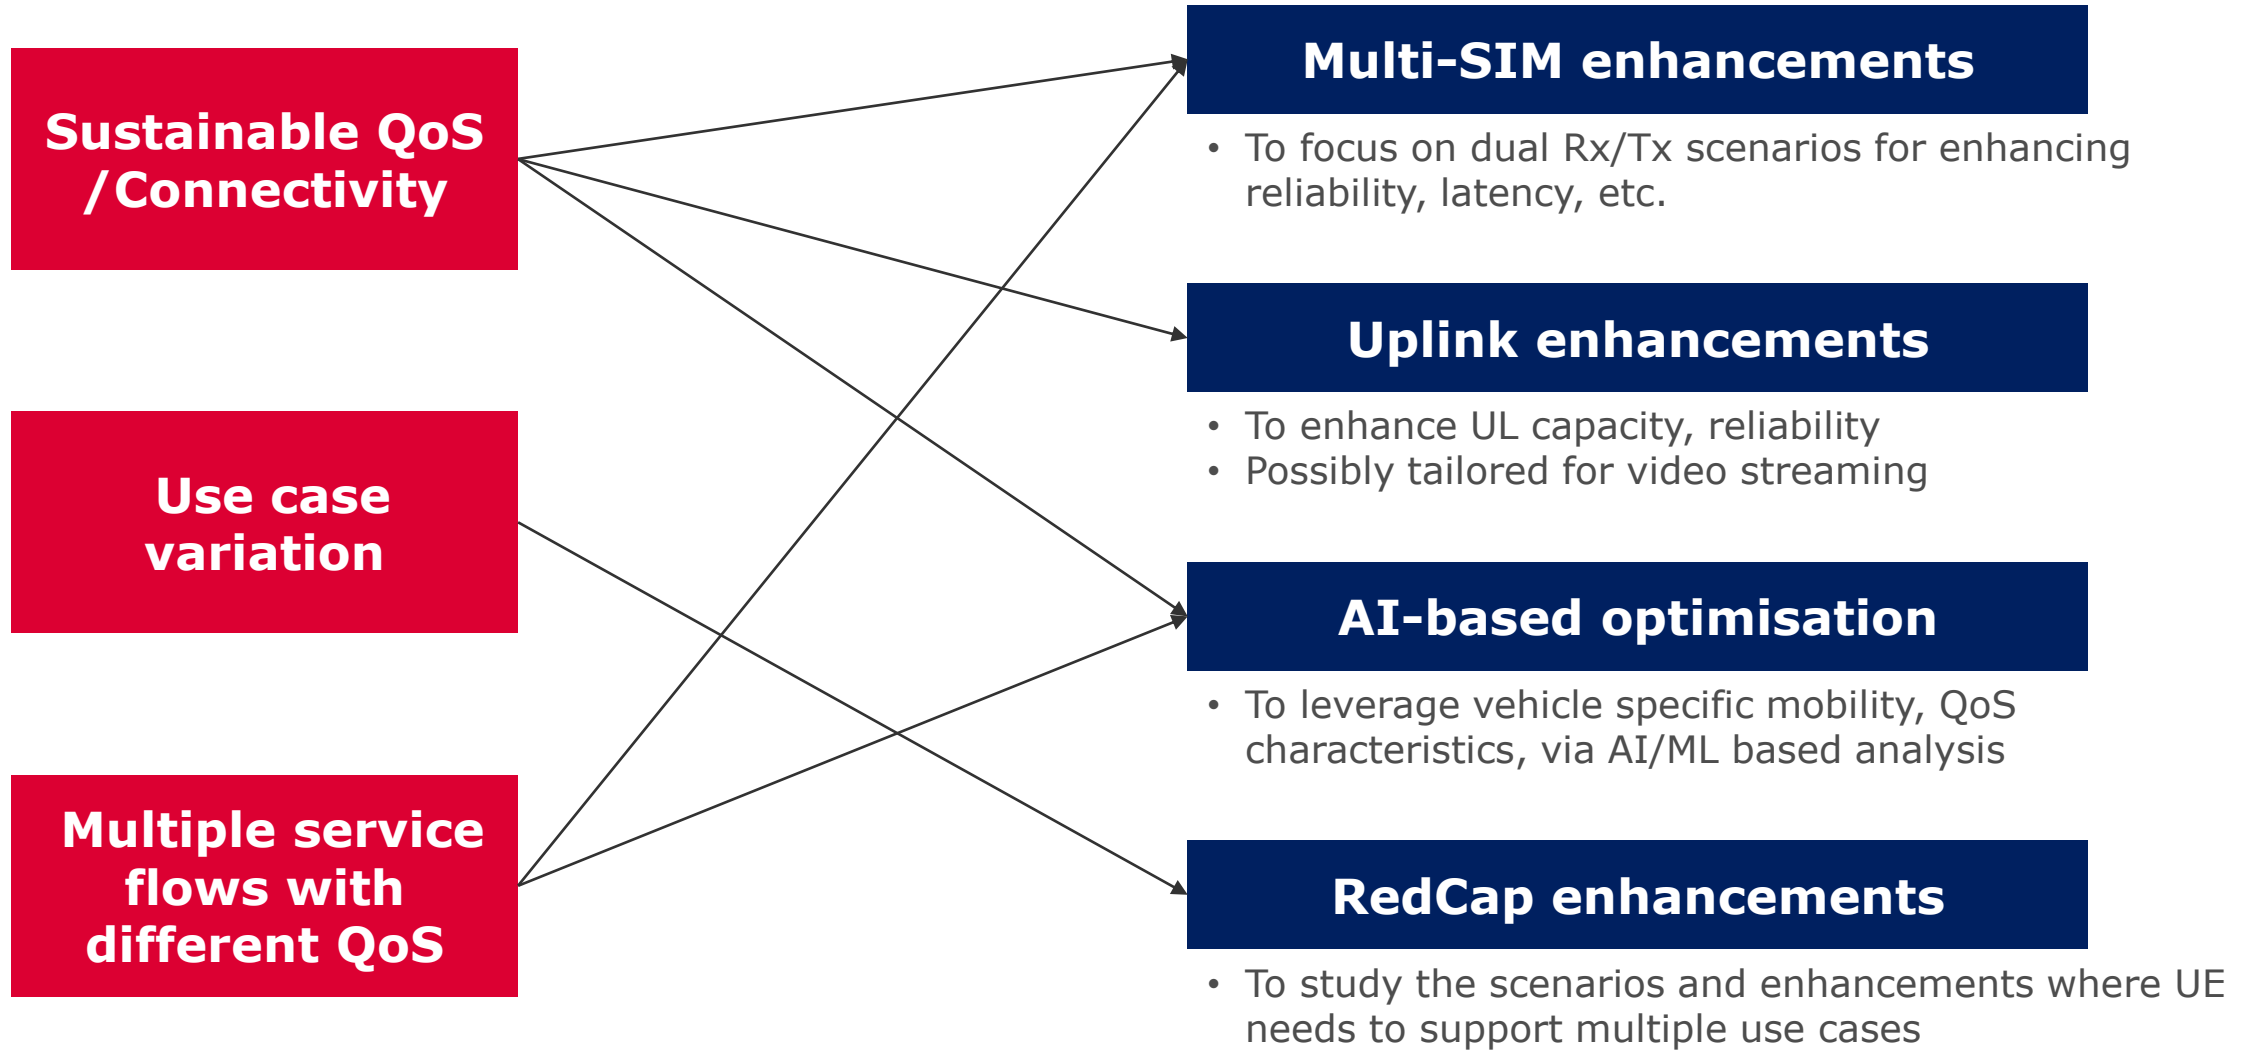 Sustainable QoS
/Connectivity
Use case
variation
Multiple service
flows with
different QoS
Multi-SIM enhancements
• To focus on dual Rx/Tx scenarios for enhancing
reliability, latency, etc.
Uplink enhancements
• To enhance UL capacity, reliability
• Possibly tailored for video streaming
AI-based optimisation
• To leverage vehicle specific mobility, QoS
characteristics, via AI/ML based analysis
RedCap enhancements
• To study the scenarios and enhancements where UE
needs to support multiple use cases